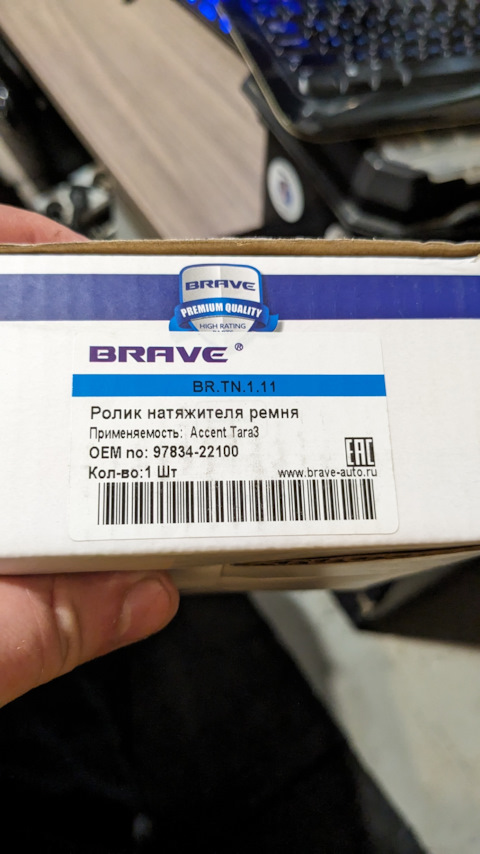 BRAVE
PREMIUM QUALITY
HIGH RATING
BRAVE ®
BR.TN.1.11
Ролик натяжителя ремня
Применяемость: Accent Тага3
OEM no: 97834-22100
EAC
Кол-во:1 Шт
www.brave-auto.ru